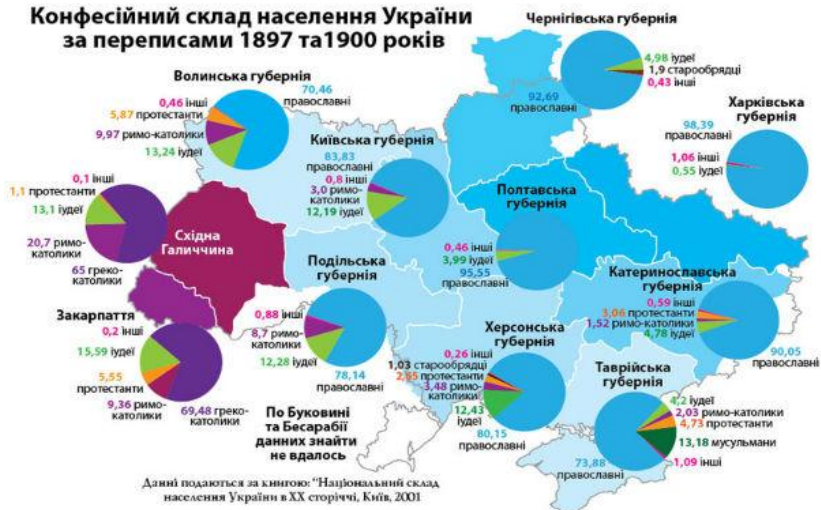 Конфесійний склад населення України
за переписами 1897 та1900 років
Чернігівська
губернія
4,98 іудеї
1,9 старообрядці
0,43 інші
92,69
православні
Харківська
губернія
98,39
православні
1,06 інші
0,55 іудеї
Волинська губернія
70,46
православні
0,46 інші
5,87 протестанти
9,97 римо-католики
13,24 іудеї
Київська губернія
83,83
православні
0,8 інші
3,0 римо-
католики
12,19 іудеї
Полтавська
губернія
0,46 інші
3,99 іудеї
95,55
православні
0,1 інші
1,1 протестанти
13,1 іудеї
20,7 римо-
католики
65 греко-
католики
Східна
Галиччина
Подільська
губернія
0,88 інші
8,7 римо-
католики
12,28 іудеї
78,14
православні
Катеринославська
губернія
0,59 інші
3,06 протестанти
1,52 римо-католики
4,78 іудеї
90,05
православні
Закарпаття
0,2 інші
15,59 іудеї
5,55
протестанти
9,36 римо-
католики
69,48 греко-
католики
Херсонська
губернія
0,26 інші
1,03 старообрядці
2,65 протестанти
3,48 римо-
католики
12,43
іудеї
80,15
православні
Таврійська
губернія
4,2 іудеї
2,03 римо-католики
4,73 протестанти
13,18 мусульмани
1,09 інші
73,88
православні
По Буковині
та Бесарабії
данних знайти
не вдалось
Данні подаються за книгою: “Національний склад
населення України в ХХ сторіччі, Київ, 2001